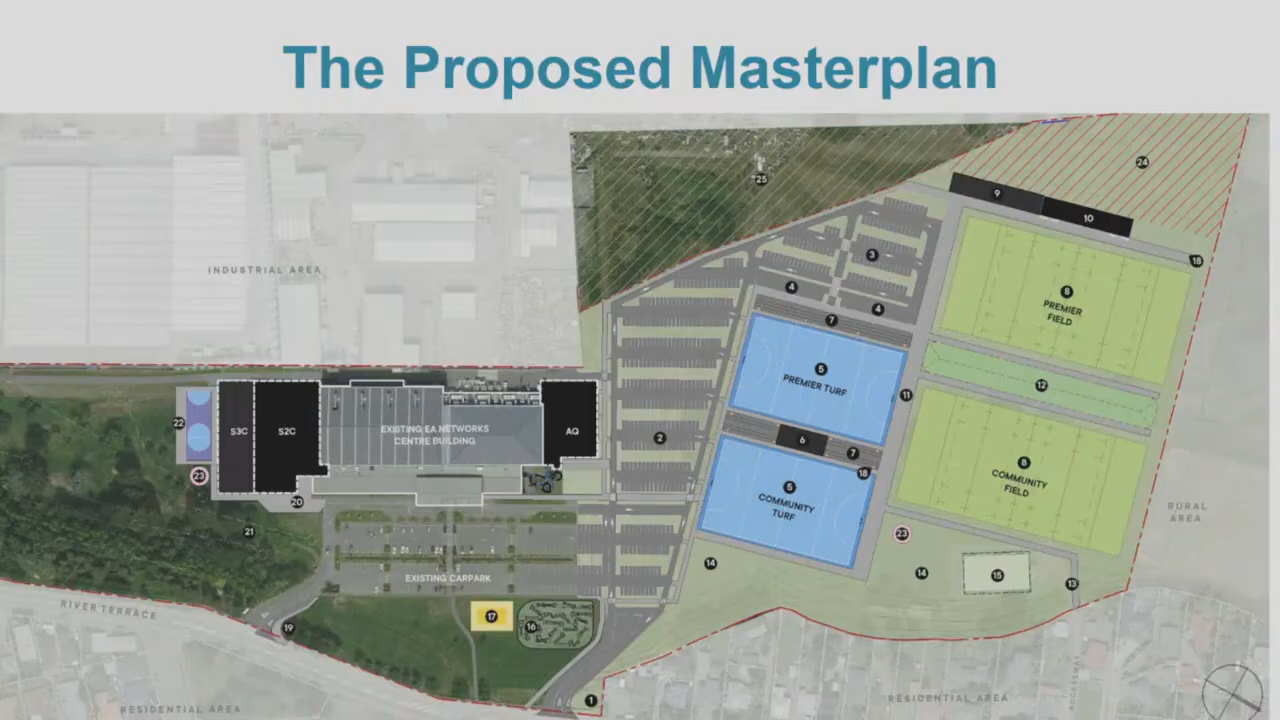 The Proposed Masterplan
24
25
9
10
INDUSTRIAL AREA
3
18
4
8
PREMIER
FIELD
4
7
5
PREMIER TURF
12
11
22
S3C
S2C
EXISTING EA NETWORKS
CENTRE BUILDING
AQ
2
6
7
18
8
COMMUNITY
FIELD
23
5
COMMUNITY
TURF
20
RURAL
AREA
21
23
14
14
15
13
EXISTING CARPARK
RIVER TERRACE
17
16
19
1
RESIDENTIAL AREA
RESIDENTIAL AREA